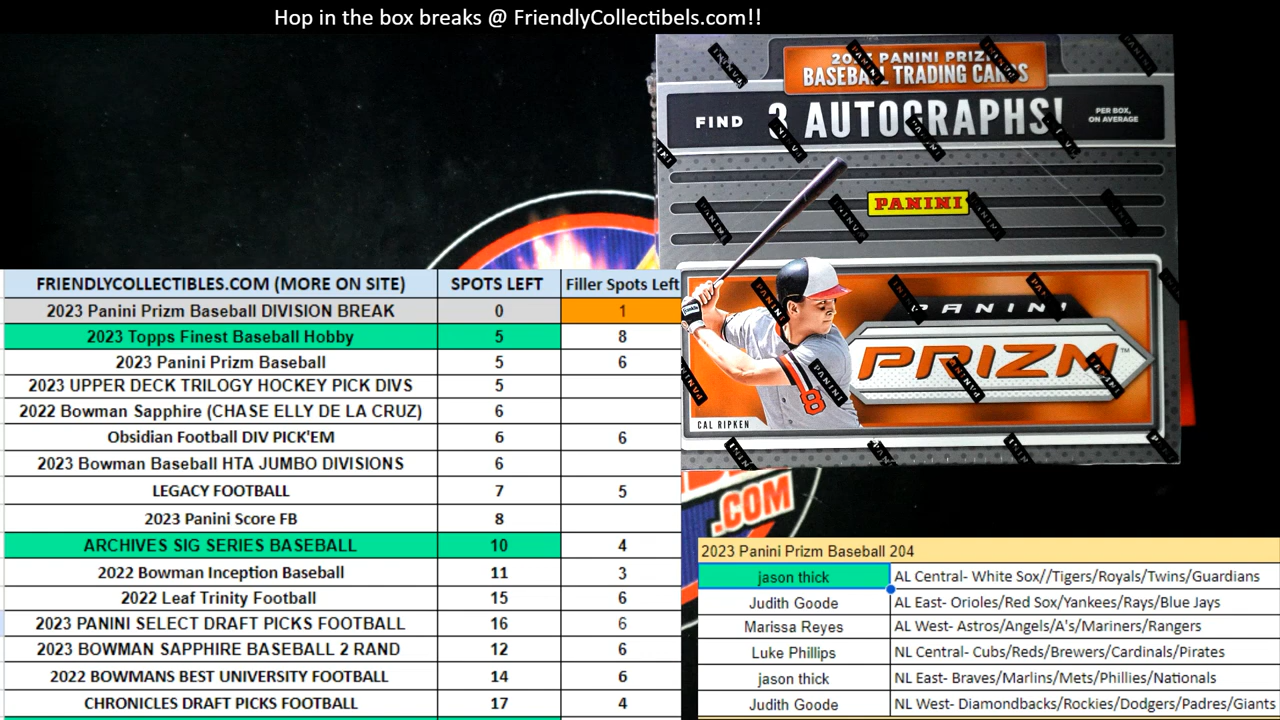 Hop in the box breaks @ FriendlyCollectibels.com!!
PANINI PRIZM
BASEBALL TRADING CARDS
FIND 3 AUTOGRAPHS! PER BOX,
ON AVERAGE
PANINI
PANINI
PRIZM™
8
CAL RIPKEN
.COM
FRIENDLYCOLLECTIBLES.COM (MORE ON SITE) SPOTS LEFT Filler Spots Left
2023 Panini Prizm Baseball DIVISION BREAK 0 1
2023 Topps Finest Baseball Hobby 5 8
2023 Panini Prizm Baseball 5 6
2023 UPPER DECK TRILOGY HOCKEY PICK DIVS 5
2022 Bowman Sapphire (CHASE ELLY DE LA CRUZ) 6
Obsidian Football DIV PICK'EM 6 6
2023 Bowman Baseball HTA JUMBO DIVISIONS 6
LEGACY FOOTBALL 7 5
2023 Panini Score FB 8
ARCHIVES SIG SERIES BASEBALL 10 4
2022 Bowman Inception Baseball 11 3
2022 Leaf Trinity Football 15 6
2023 PANINI SELECT DRAFT PICKS FOOTBALL 16 6
2023 BOWMAN SAPPHIRE BASEBALL 2 RAND 12 6
2022 BOWMANS BEST UNIVERSITY FOOTBALL 14 6
CHRONICLES DRAFT PICKS FOOTBALL 17 4
2023 Panini Prizm Baseball 204
jason thick AL Central- White Sox//Tigers/Royals/Twins/Guardians
Judith Goode AL East- Orioles/Red Sox/Yankees/Rays/Blue Jays
Marissa Reyes AL West- Astros/Angels/A's/Mariners/Rangers
Luke Phillips NL Central- Cubs/Reds/Brewers/Cardinals/Pirates
jason thick NL East- Braves/Marlins/Mets/Phillies/Nationals
Judith Goode NL West- Diamondbacks/Rockies/Dodgers/Padres/Giants